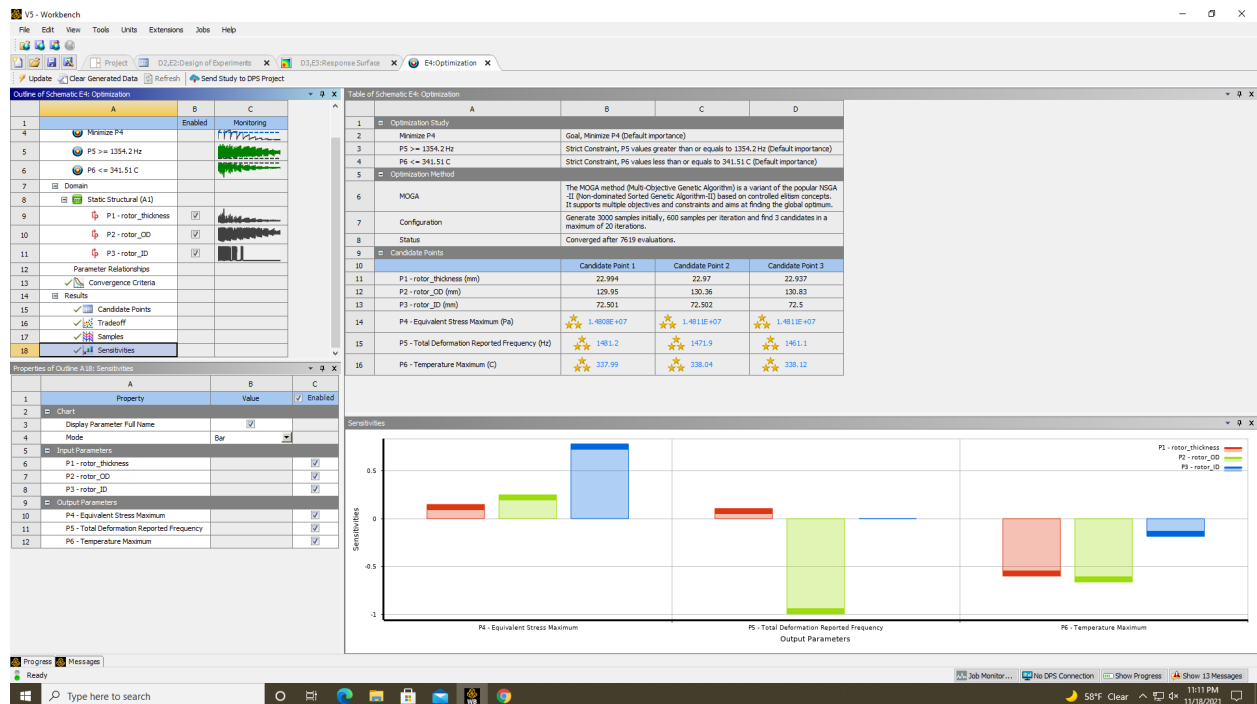 V5 - Workbench
File Edit View Tools Units Extensions Jobs Help
Project D2,E2:Design of Experiments D3,E3:Response Surface E4:Optimization
Update Clear Generated Data Refresh Send Study to DPS Project
Outline of Schematic E4: Optimization
A B C
1 Enabled Monitoring
4 Minimize P4
5 P5 >= 1354.2 Hz
6 P6 <= 341.51 C
7 Domain
8 Static Structural (A1)
9 P1 - rotor_thickness
10 P2 - rotor_OD
11 P3 - rotor_ID
12 Parameter Relationships
13 Convergence Criteria
14 Results
15 Candidate Points
16 Tradeoff
17 Samples
18 Sensitivities
Properties of Outline A18: Sensitivities
A B C
1 Property Value Enabled
2 Chart
3 Display Parameter Full Name
4 Mode Bar
5 Input Parameters
6 P1 - rotor_thickness
7 P2 - rotor_OD
8 P3 - rotor_ID
9 Output Parameters
10 P4 - Equivalent Stress Maximum
11 P5 - Total Deformation Reported Frequency
12 P6 - Temperature Maximum
Table of Schematic E4: Optimization
A B C D
1 Optimization Study
2 Minimize P4 Goal, Minimize P4 (Default importance)
3 P5 >= 1354.2 Hz Strict Constraint, P5 values greater than or equals to 1354.2 Hz (Default importance)
4 P6 <= 341.51 C Strict Constraint, P6 values less than or equals to 341.51 C (Default importance)
5 Optimization Method
6 MOGA The MOGA method (Multi-Objective Genetic Algorithm) is a variant of the popular NSGA
-II (Non-dominated Sorted Genetic Algorithm-II) based on controlled elitism concepts.
It supports multiple objectives and constraints and aims at finding the global optimum.
7 Configuration Generate 3000 samples initially, 600 samples per iteration and find 3 candidates in a
maximum of 20 iterations.
8 Status Converged after 7619 evaluations.
9 Candidate Points
10 Candidate Point 1 Candidate Point 2 Candidate Point 3
11 P1 - rotor_thickness (mm) 22.994 22.97 22.937
12 P2 - rotor_OD (mm) 129.95 130.36 130.83
13 P3 - rotor_ID (mm) 72.501 72.502 72.5
14 P4 - Equivalent Stress Maximum (Pa) 1.4808E+07 1.4811E+07 1.4811E+07
15 P5 - Total Deformation Reported Frequency (Hz) 1481.2 1471.9 1461.1
16 P6 - Temperature Maximum (C) 337.99 338.04 338.12
Sensitivities
P1 - rotor_thickness
P2 - rotor_OD
P3 - rotor_ID
0.5
0
-0.5
-1
Sensitivities
P4 - Equivalent Stress Maximum P5 - Total Deformation Reported Frequency P6 - Temperature Maximum
Output Parameters
Progress Messages
Ready Job Monitor... No DPS Connection Show Progress Show 13 Messages
Type here to search WB 58°F Clear 11:11 PM
11/18/2021